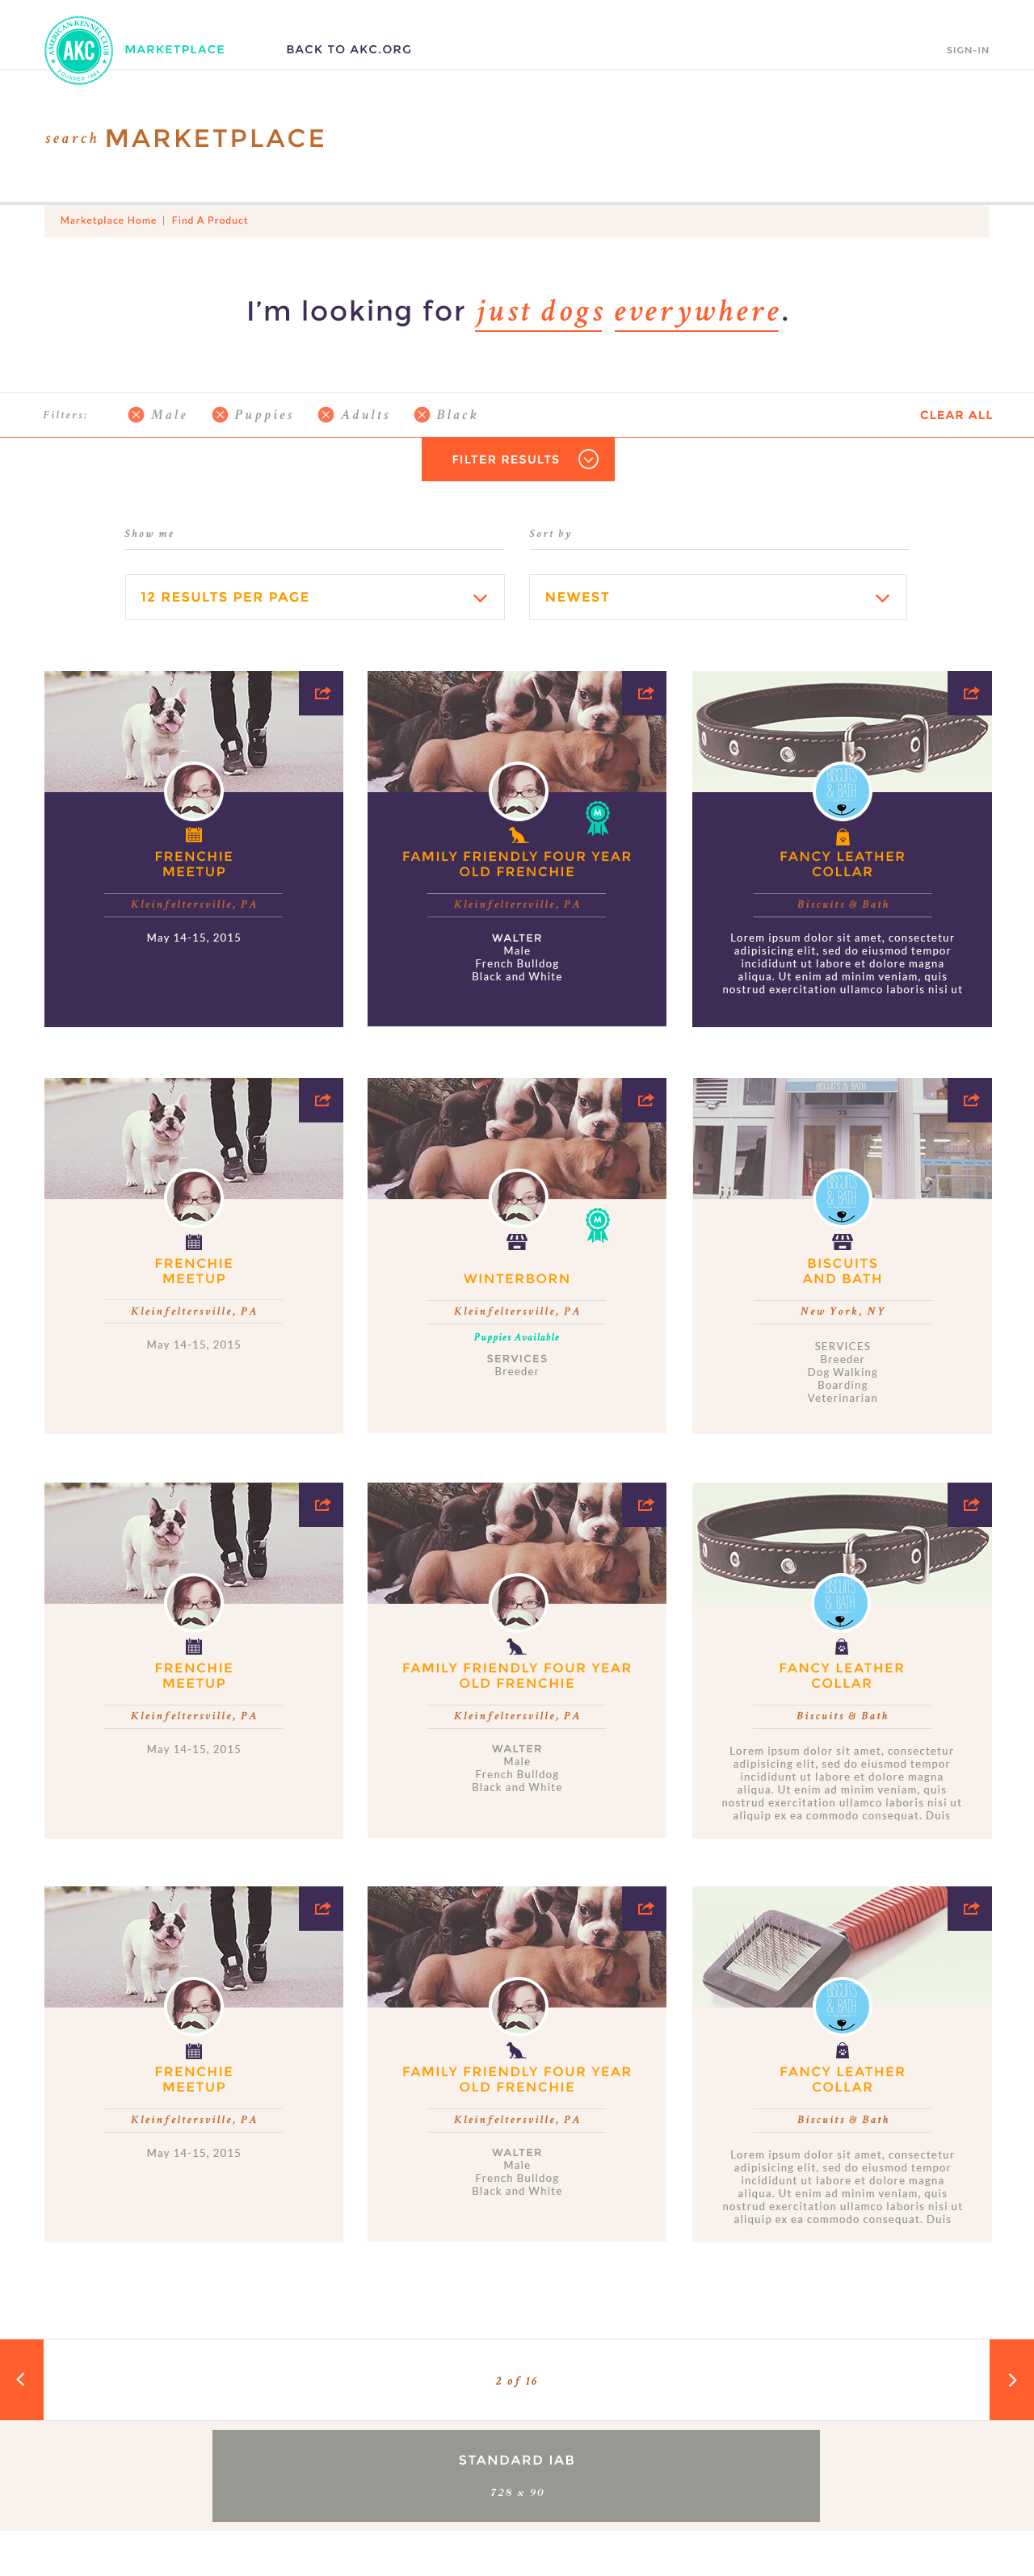 AMERICAN KENNEL CLUB
AKC
FOUNDED 1884
MARKETPLACE
BACK TO AKC.ORG
SIGN-IN
search MARKETPLACE
Marketplace Home | Find A Product
I'm looking for just dogs everywhere.
Filters:
Male
Puppies
Adults
Black
CLEAR ALL
FILTER RESULTS
Show me
Sort by
12 RESULTS PER PAGE
NEWEST
FRENCHIE
MEETUP
Kleinfeltersville, PA
May 14-15, 2015
M
FAMILY FRIENDLY FOUR YEAR
OLD FRENCHIE
Kleinfeltersville, PA
WALTER
Male
French Bulldog
Black and White
BISCUITS
& BATH
FANCY LEATHER
COLLAR
Biscuits & Bath
Lorem ipsum dolor sit amet, consectetur
adipisicing elit, sed do eiusmod tempor
incididunt ut labore et dolore magna
aliqua. Ut enim ad minim veniam, quis
nostrud exercitation ullamco laboris nisi ut
FRENCHIE
MEETUP
Kleinfeltersville, PA
May 14-15, 2015
M
WINTERBORN
Kleinfeltersville, PA
Puppies Available
SERVICES
Breeder
BISCUITS & BATH
73
BISCUITS
& BATH
BISCUITS
AND BATH
New York, NY
SERVICES
Breeder
Dog Walking
Boarding
Veterinarian
FRENCHIE
MEETUP
Kleinfeltersville, PA
May 14-15, 2015
FAMILY FRIENDLY FOUR YEAR
OLD FRENCHIE
Kleinfeltersville, PA
WALTER
Male
French Bulldog
Black and White
BISCUITS
& BATH
FANCY LEATHER
COLLAR
Biscuits & Bath
Lorem ipsum dolor sit amet, consectetur
adipisicing elit, sed do eiusmod tempor
incididunt ut labore et dolore magna
aliqua. Ut enim ad minim veniam, quis
nostrud exercitation ullamco laboris nisi ut
aliquip ex ea commodo consequat. Duis
FRENCHIE
MEETUP
Kleinfeltersville, PA
May 14-15, 2015
FAMILY FRIENDLY FOUR YEAR
OLD FRENCHIE
Kleinfeltersville, PA
WALTER
Male
French Bulldog
Black and White
BISCUITS
& BATH
FANCY LEATHER
COLLAR
Biscuits & Bath
Lorem ipsum dolor sit amet, consectetur
adipisicing elit, sed do eiusmod tempor
incididunt ut labore et dolore magna
aliqua. Ut enim ad minim veniam, quis
nostrud exercitation ullamco laboris nisi ut
aliquip ex ea commodo consequat. Duis
2 of 16
STANDARD IAB
728 x 90